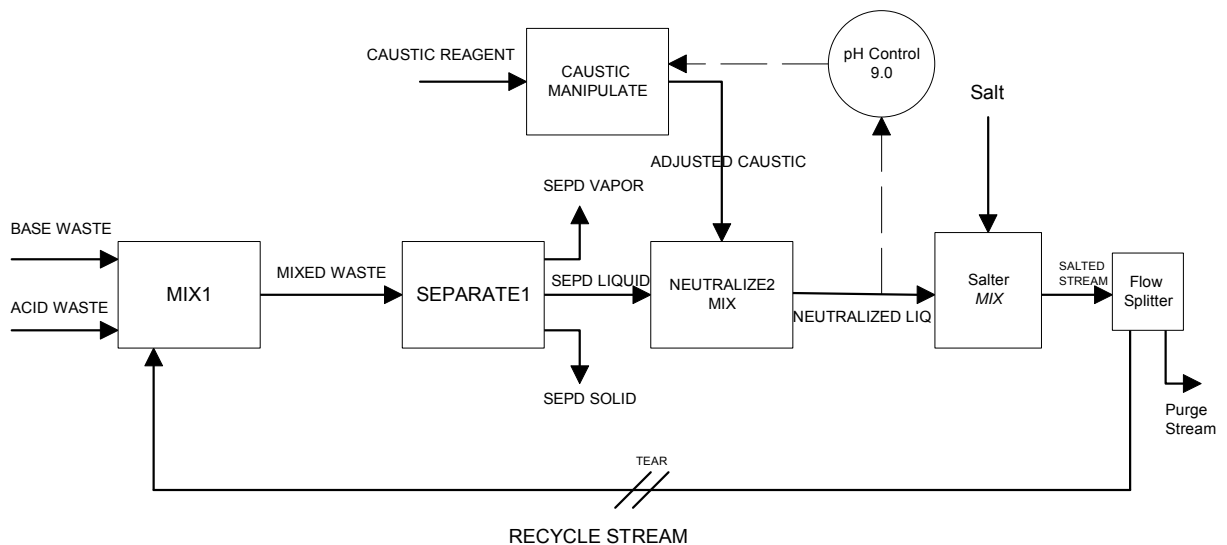 CAUSTIC REAGENT
CAUSTIC
MANIPULATE
pH Control
9.0
Salt
ADJUSTED CAUSTIC
SEPD VAPOR
BASE WASTE
MIX1
MIXED WASTE
SEPARATE1
SEPD LIQUID
NEUTRALIZE2
MIX
NEUTRALIZED LIQ
Salter
MIX
SALTED
STREAM
Flow
Splitter
ACID WASTE
SEPD SOLID
Purge
Stream
TEAR
RECYCLE STREAM